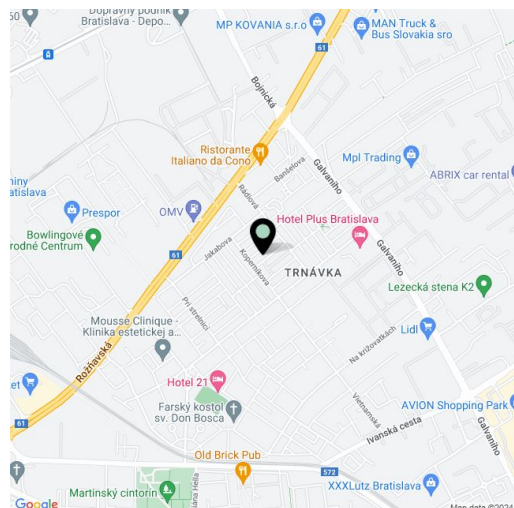 Dopravný podnik
Bratislava - Depo...
60
MP KOVANIA s.r.o
MAN Truck &
Bus Slovakia
sro
61
Bojnická
Ristorante
Italiano da Cono
Banšelova
Galvaniho
Mpl Trading
ABRIX car rental
Rádiová
Prespor
OMV
Hotel Plus Bratislava
Bowlingové
Jakabova
Kopernikova
Galvaniho
61
TRNÁVKA
Lezecká stena K2
Pri strelnici
Mousse Clinique -
Klinika estetickej a...
Lidl
Na križovatkách
Rožňavská
Hotel 21
Vietnamská
AVION Shopping Park
Farský kostol
sv. Don Bosca
61
Ivanská cesta
Galvaniho
Old Brick Pub
572
Martinský cintorín
XXXLutz Bratislava
Google
Map data ©2024